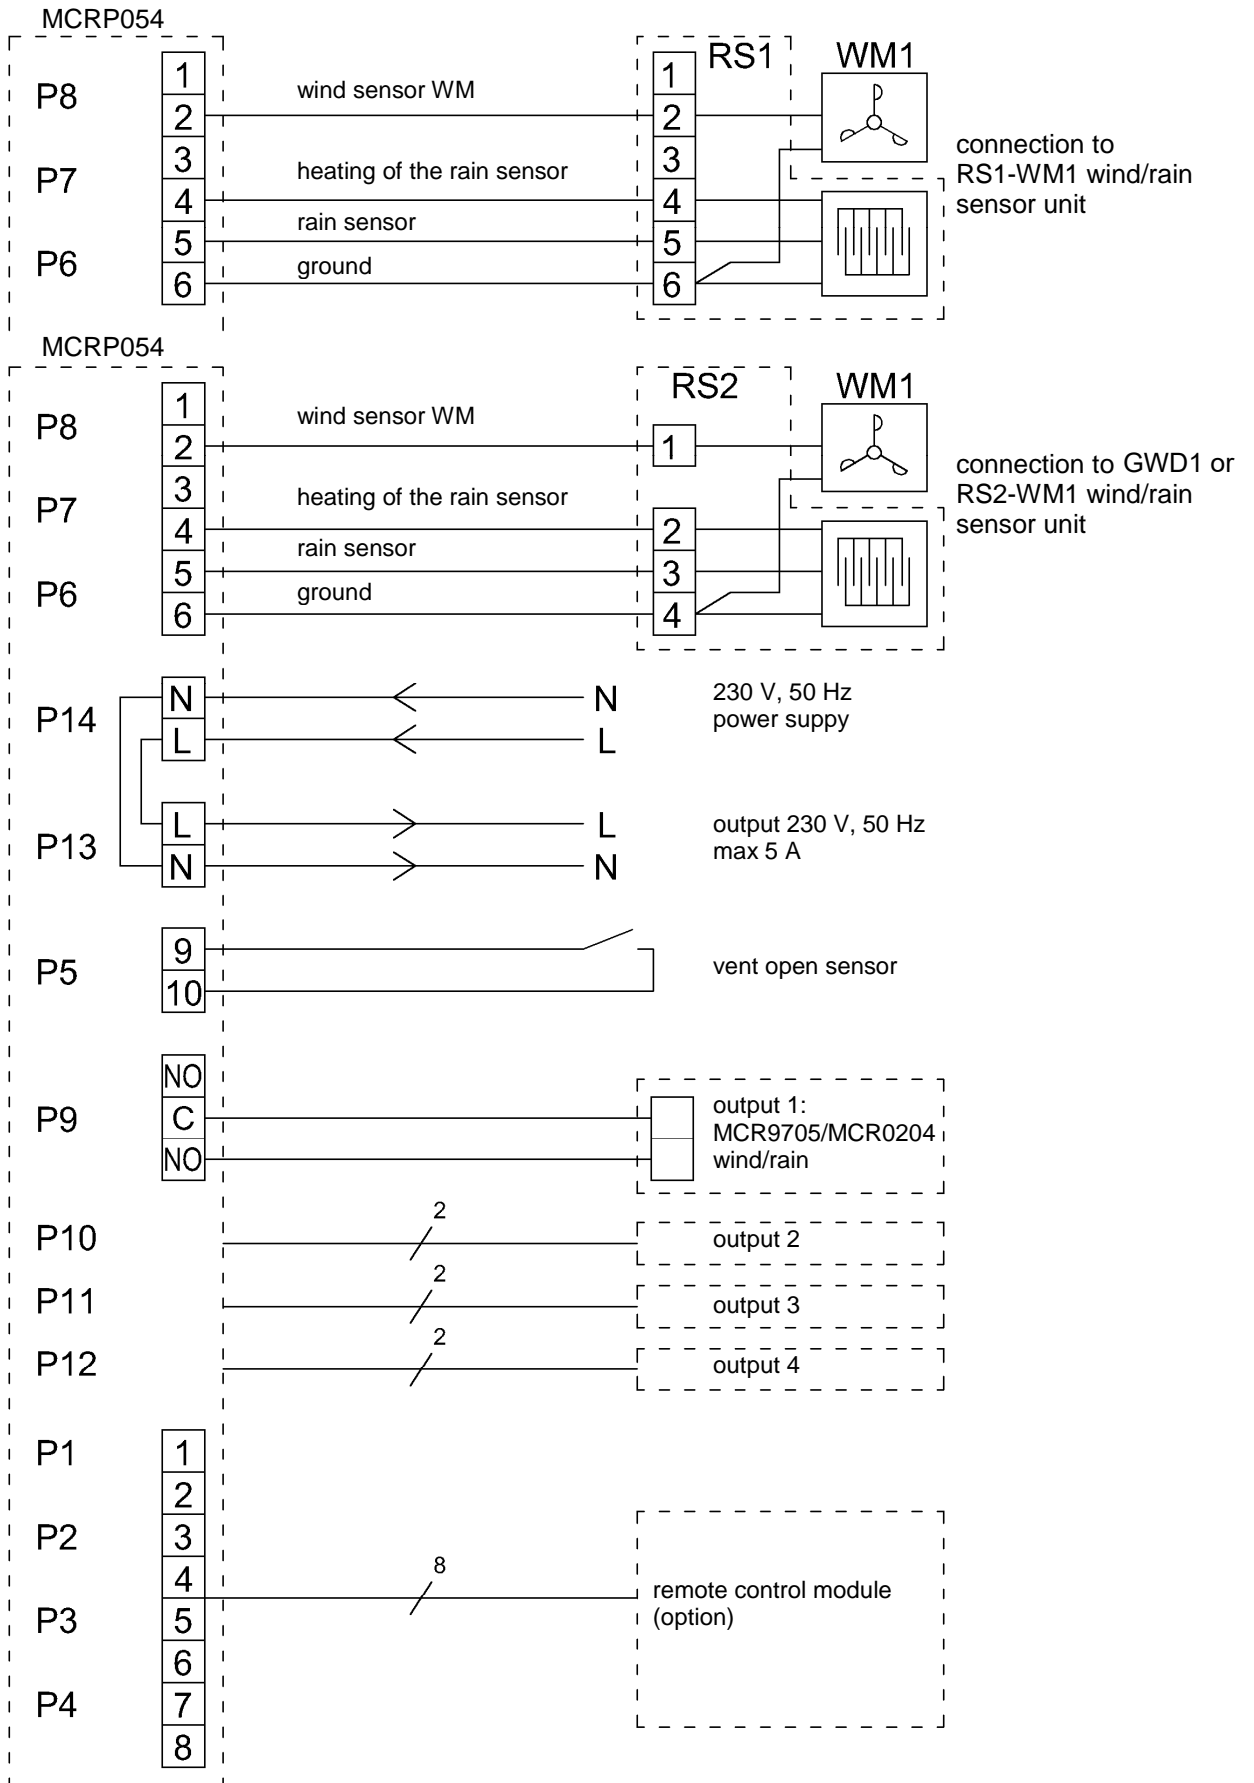 MCRP054
RS1
WM1
P8
1
2
3
4
5
6
wind sensor WM
P7
heating of the rain sensor
rain sensor
P6
ground
1
2
3
4
5
6
connection to
RS1-WM1 wind/rain
sensor unit
MCRP054
RS2
WM1
P8
1
2
3
4
5
6
wind sensor WM
P7
heating of the rain sensor
rain sensor
P6
ground
1
2
3
4
connection to GWD1 or
RS2-WM1 wind/rain
sensor unit
P14
N
L
N
L
230 V, 50 Hz
power suppy
P13
L
N
L
N
output 230 V, 50 Hz
max 5 A
P5
9
10
vent open sensor
P9
NO
C
NO
output 1:
MCR9705/MCR0204
wind/rain
P10
2
output 2
P11
2
output 3
P12
2
output 4
P1
P2
P3
P4
1
2
3
4
5
6
7
8
8
remote control module
(option)